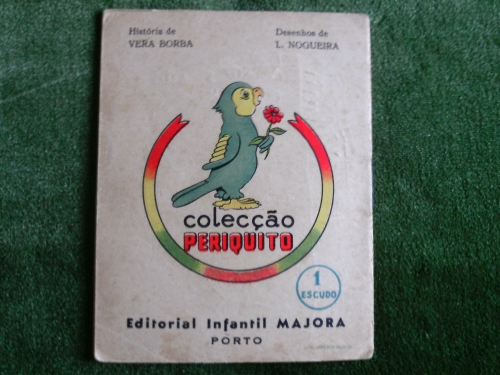 História de
VERA BORBA
Desenhos de
L. NOGUEIRA
colecção
PERIQUITO
1
ESCUDO
Editorial Infantil MAJORA
PORTO